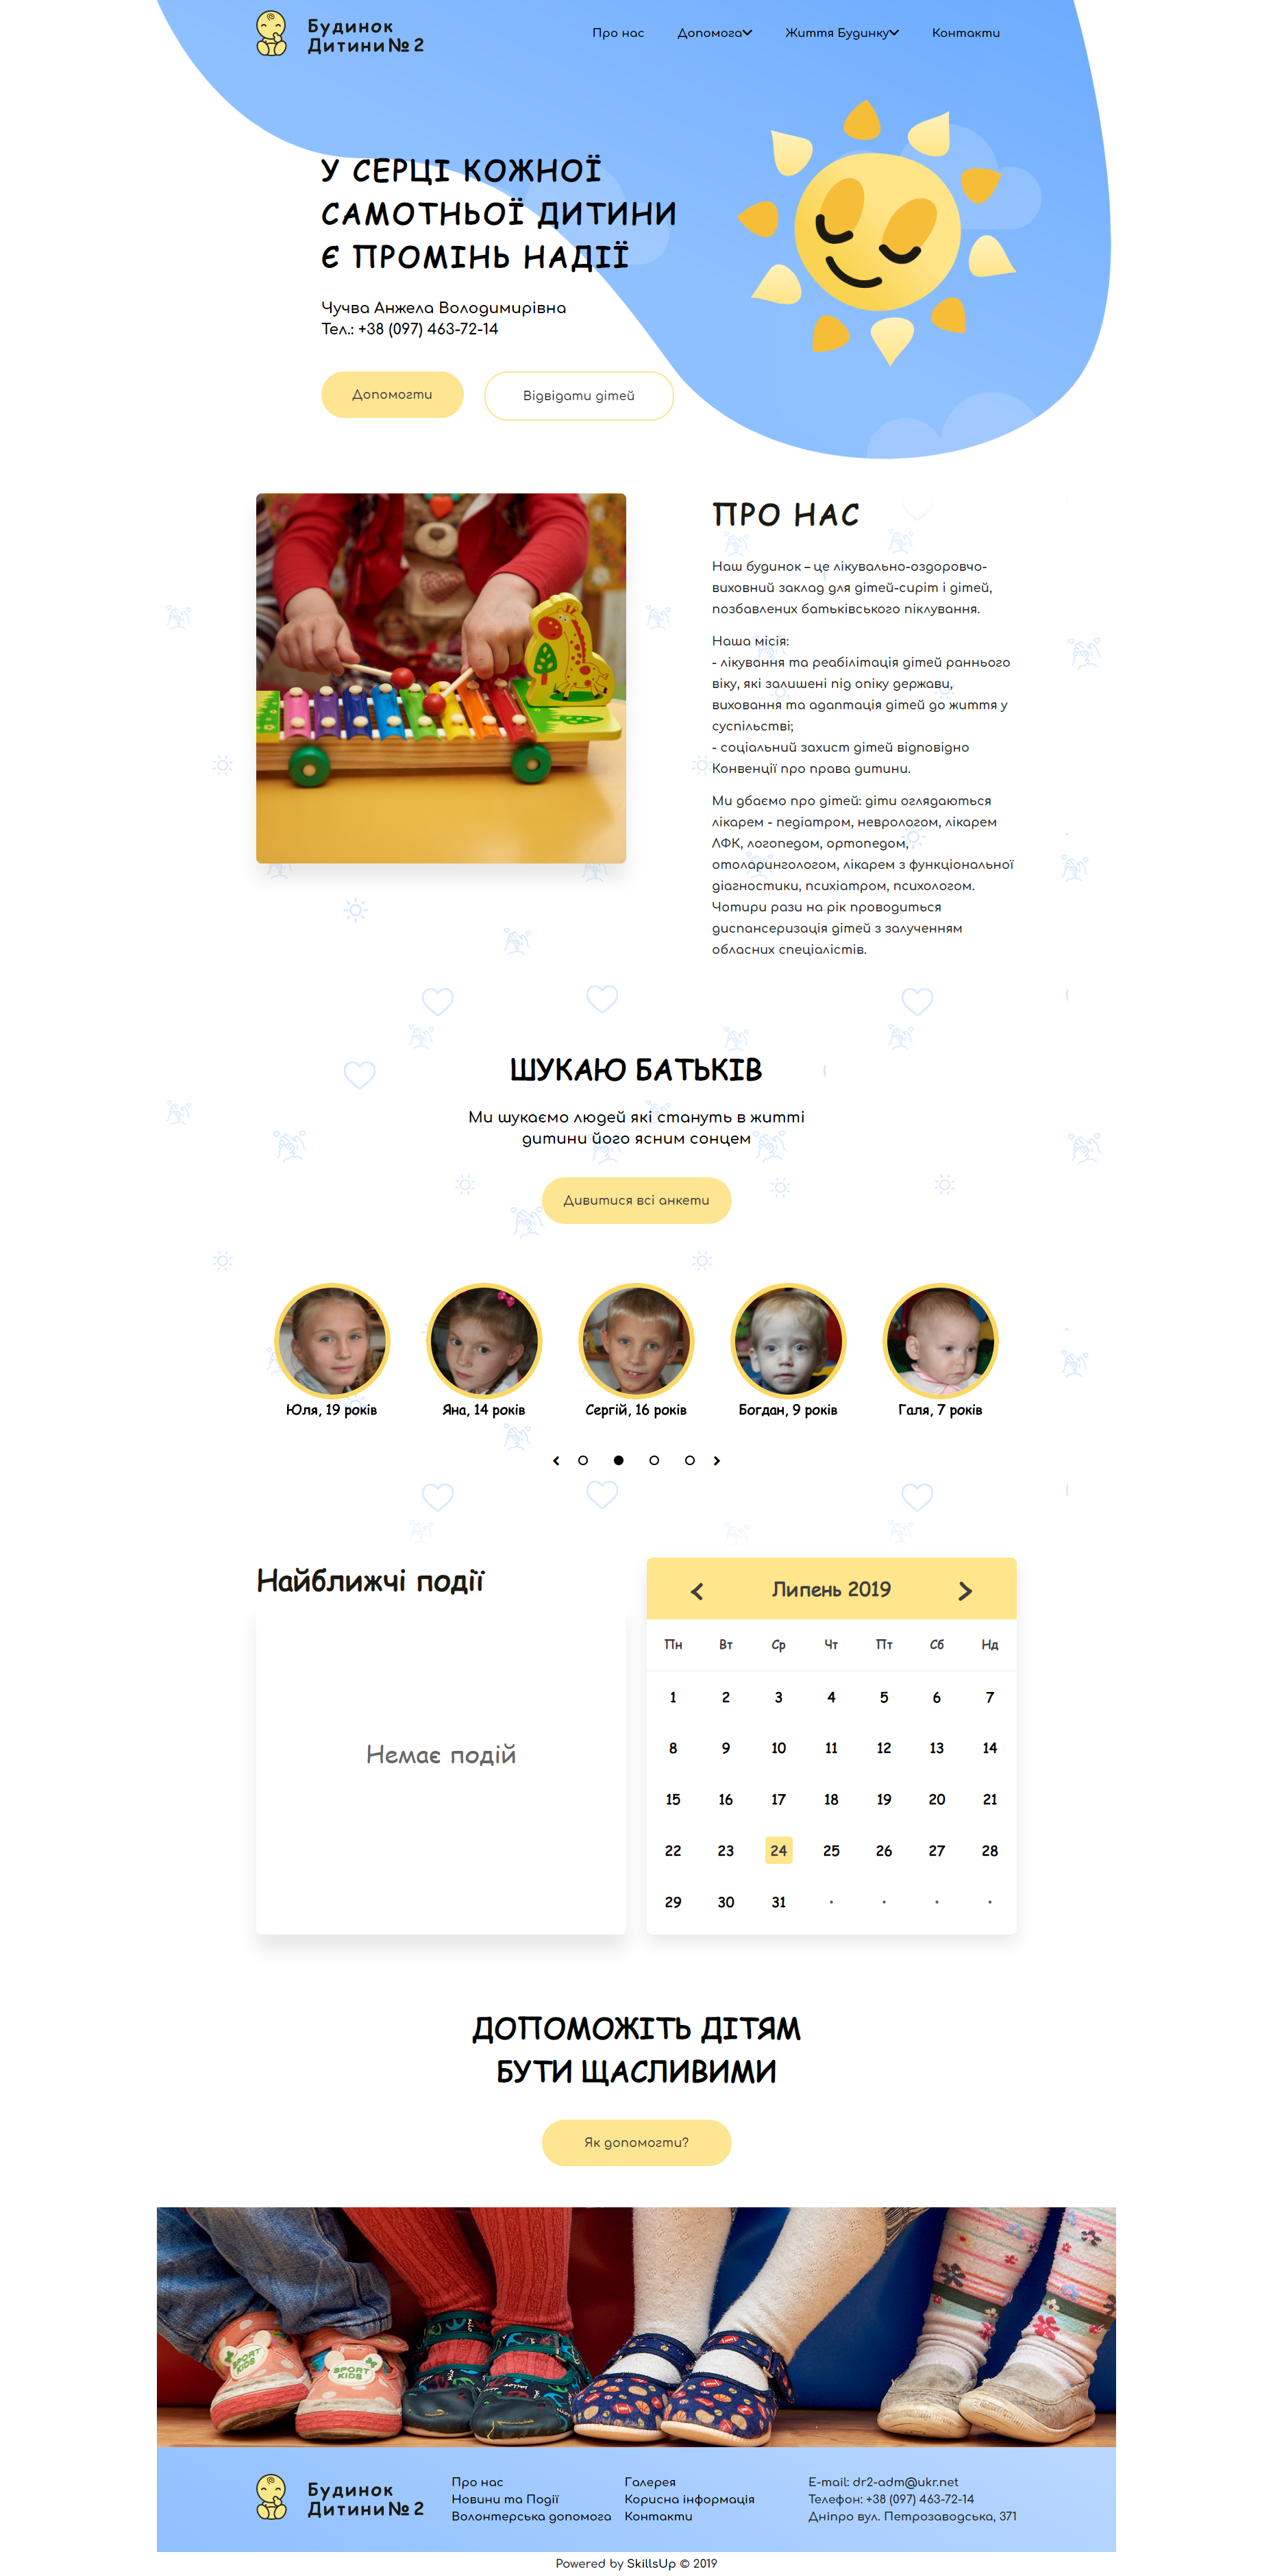 Будинок
Дитини№2
Про нас
Допомога
Життя Будинку
Контакти
У СЕРЦІ КОЖНОЇ
САМОТНЬОЇ ДИТИНИ
Є ПРОМІНЬ НАДІЇ
Чучва Анжела Володимирівна
Тел.: +38 (097) 463-72-14
Допомогти
Відвідати дітей
ПРО НАС
Наш будинок – це лікувально-оздоровчо-
виховний заклад для дітей-сиріт і дітей,
позбавлених батьківського піклування.
Наша місія:
- лікування та реабілітація дітей раннього
віку, які залишені під опіку держави,
виховання та адаптація дітей до життя у
суспільстві;
- соціальний захист дітей відповідно
Конвенції про права дитини.
Ми дбаємо про дітей: діти оглядаються
лікарем - педіатром, неврологом, лікарем
ЛФК, логопедом, ортопедом,
отоларингологом, лікарем з функціональної
діагностики, психіатром, психологом.
Чотири рази на рік проводиться
диспансеризація дітей з залученням
обласних спеціалістів.
ШУКАЮ БАТЬКІВ
Ми шукаємо людей які стануть в житті
дитини його ясним сонцем
Дивитися всі анкети
Юля, 19 років
Яна, 14 років
Сергій, 16 років
Богдан, 9 років
Галя, 7 років
Найближчі події
Немає подій
Липень 2019
Пн Вт Ср Чт Пт Сб Нд
1 2 3 4 5 6 7
8 9 10 11 12 13 14
15 16 17 18 19 20 21
22 23 24 25 26 27 28
29 30 31 • • • •
ДОПОМОЖІТЬ ДІТЯМ
БУТИ ЩАСЛИВИМИ
Як допомогти?
SPORT
KIDS
SPORT
KIDS
Будинок
Дитини№2
Про нас
Новини та Події
Волонтерська допомога
Галерея
Корисна інформація
Контакти
E-mail: dr2-adm@ukr.net
Телефон: +38 (097) 463-72-14
Дніпро вул. Петрозаводська, 371
Powered by SkillsUp © 2019